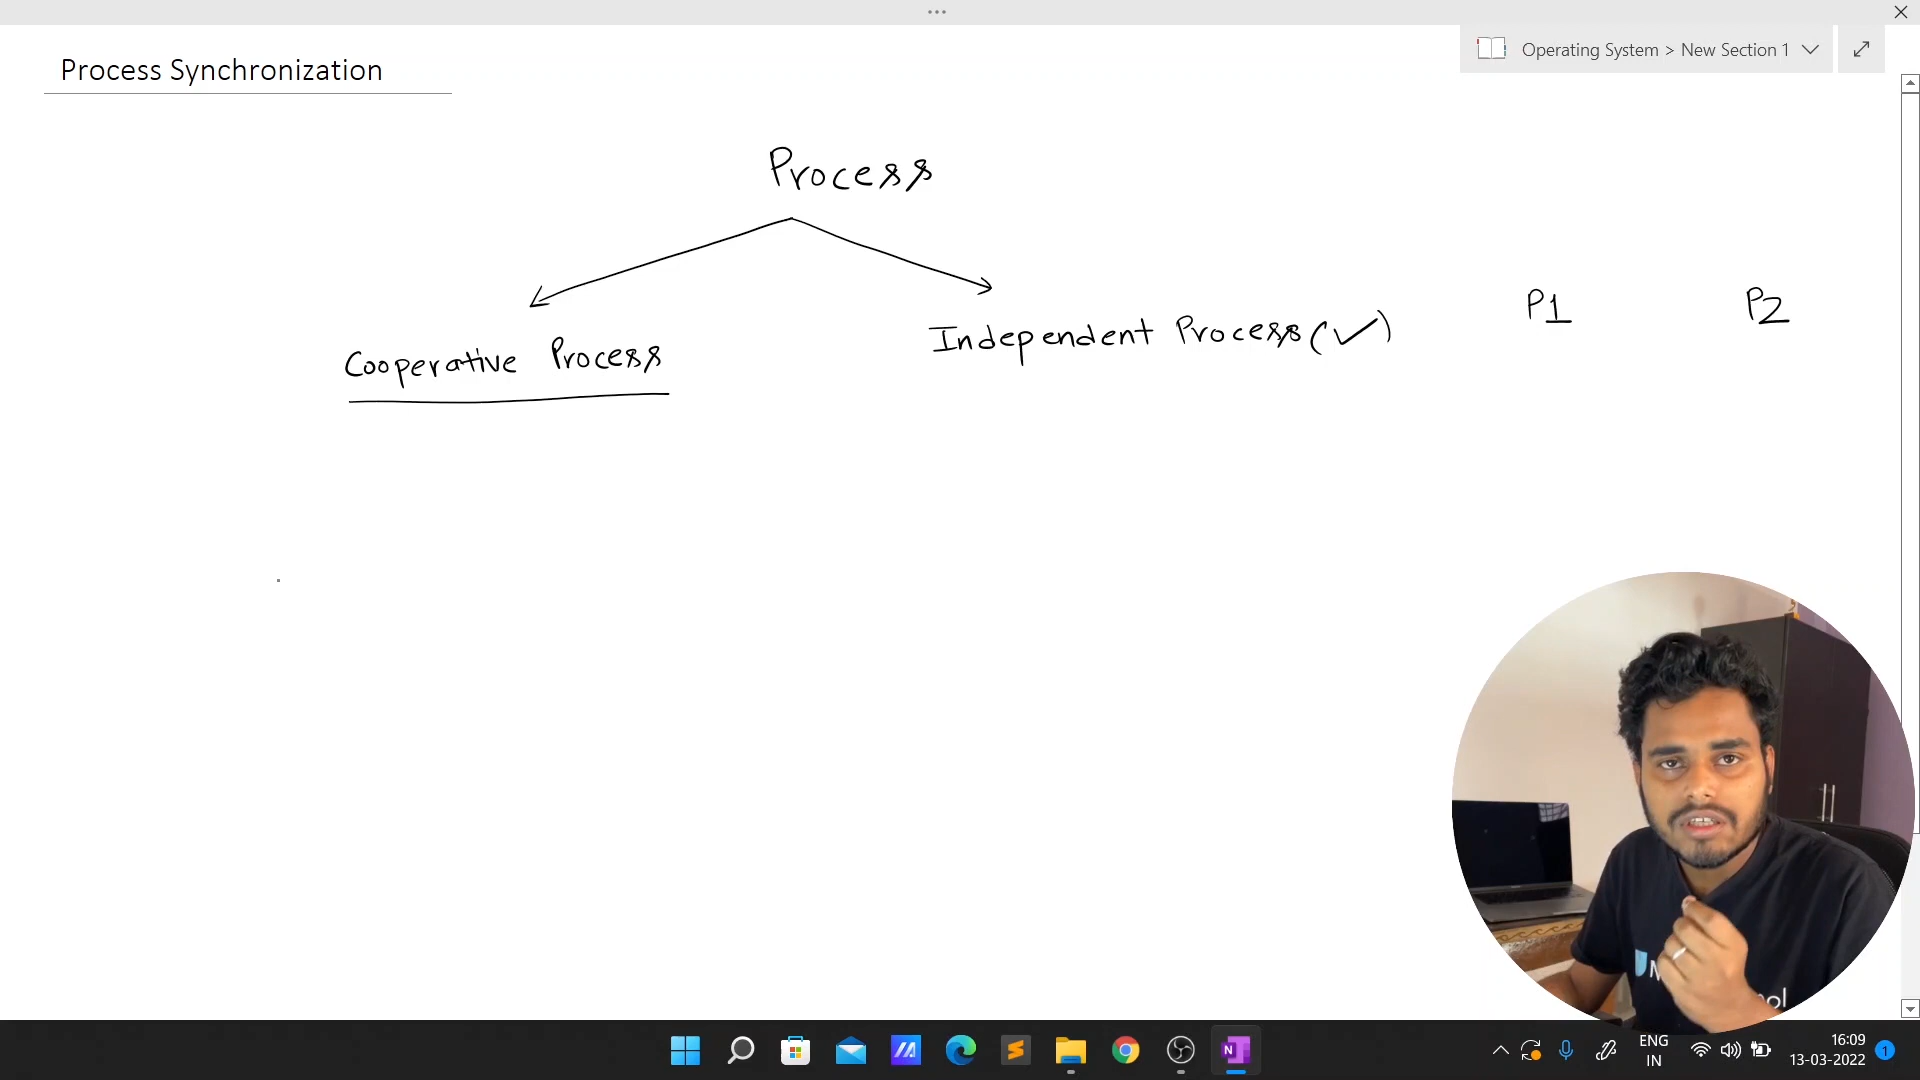 Operating System > New Section 1
Process Synchronization
Process
Cooperative Process
Independent Process (✓)
P1 P2
ENG
IN
16:09
13-03-2022
1